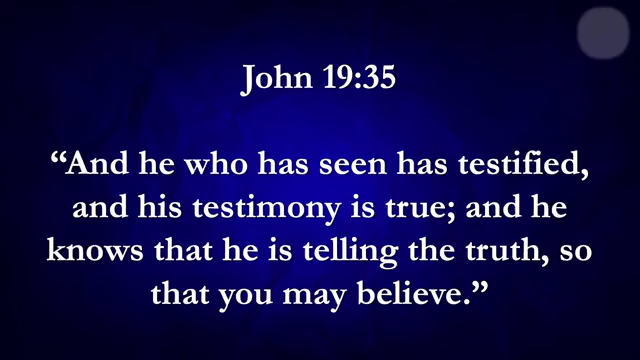 John 19:35
“And he who has seen has testified,
and his testimony is true; and he
knows that he is telling the truth, so
that you may believe.”